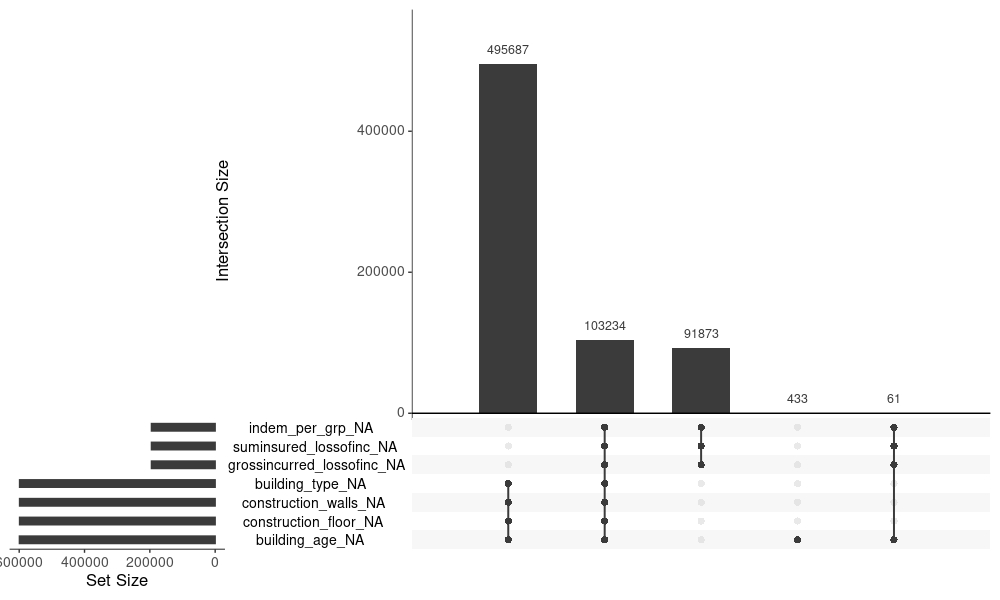 495687
400000
Intersection Size
200000
103234
91873
433
61
0
indem_per_grp_NA
suminsured_lossofinc_NA
grossincurred_lossofinc_NA
building_type_NA
construction_walls_NA
construction_floor_NA
building_age_NA
600000 400000 200000 0
Set Size